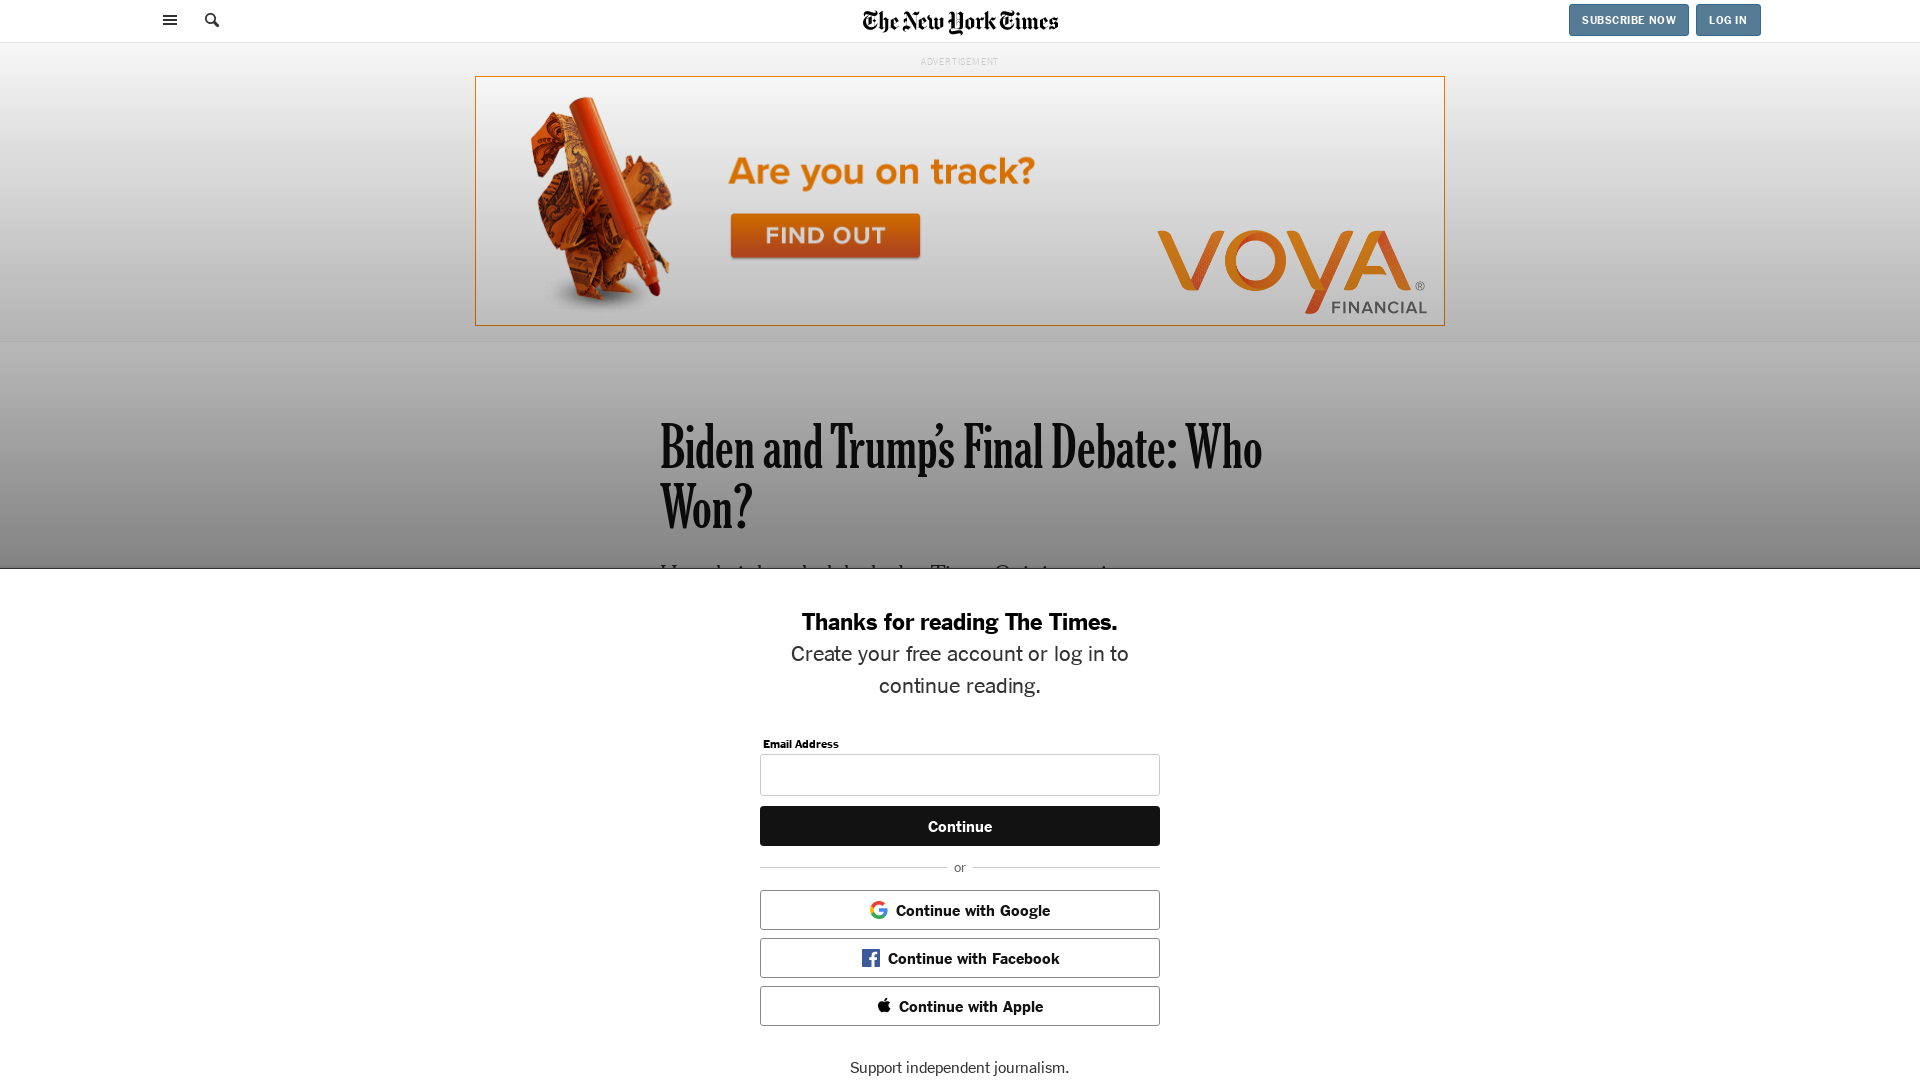 The New York Times
SUBSCRIBE NOW
LOG IN
ADVERTISEMENT
Are you on track?
FIND OUT
VOYA
FINANCIAL
®
Biden and Trump’s Final Debate: Who
Won?
Thanks for reading The Times.
Create your free account or log in to
continue reading.
Email Address
Continue
or
Continue with Google
Continue with Facebook
Continue with Apple
Support independent journalism.